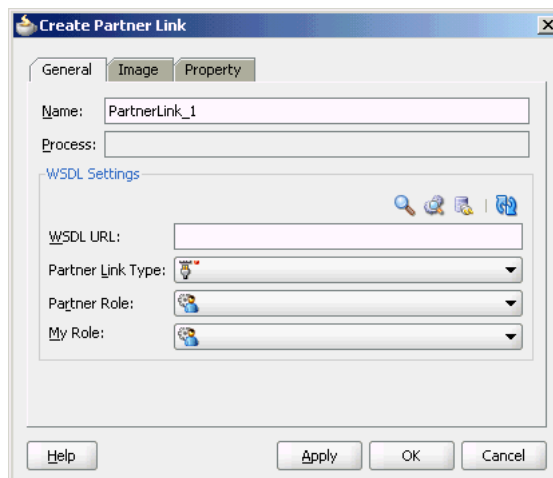 Create Partner Link
General Image Property
Name: PartnerLink_1
Process:
WSDL Settings
WSDL URL:
Partner Link Type:
Partner Role:
My Role:
Help Apply OK Cancel